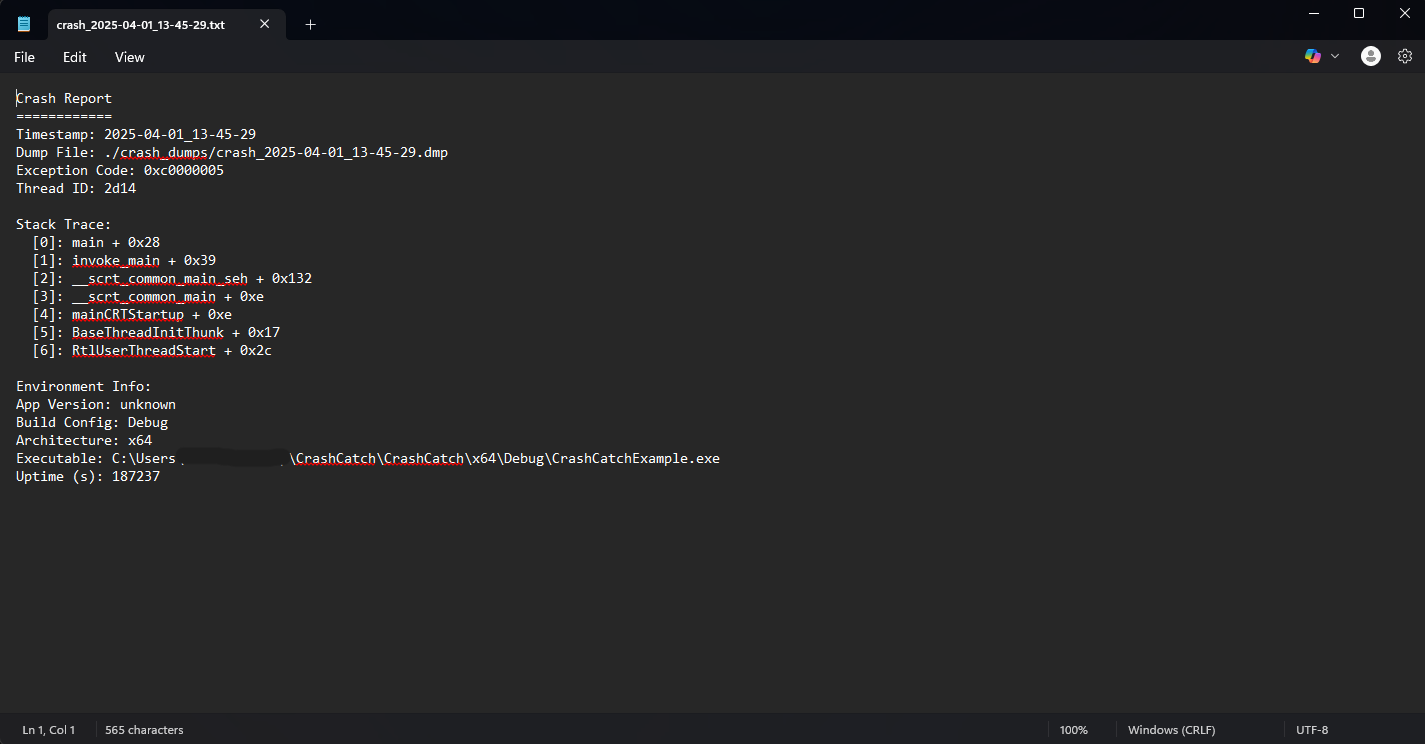 crash_2025-04-01_13-45-29.txt
File Edit View
Crash Report
============
Timestamp: 2025-04-01_13-45-29
Dump File: ./crash_dumps/crash_2025-04-01_13-45-29.dmp
Exception Code: 0xc0000005
Thread ID: 2d14

Stack Trace:
  [0]: main + 0x28
  [1]: invoke_main + 0x39
  [2]: __scrt_common_main_seh + 0x132
  [3]: __scrt_common_main + 0xe
  [4]: mainCRTStartup + 0xe
  [5]: BaseThreadInitThunk + 0x17
  [6]: RtlUserThreadStart + 0x2c

Environment Info:
App Version: unknown
Build Config: Debug
Architecture: x64
Executable: C:\Users \CrashCatch\CrashCatch\x64\Debug\CrashCatchExample.exe
Uptime (s): 187237
Ln 1, Col 1 565 characters 100% Windows (CRLF) UTF-8